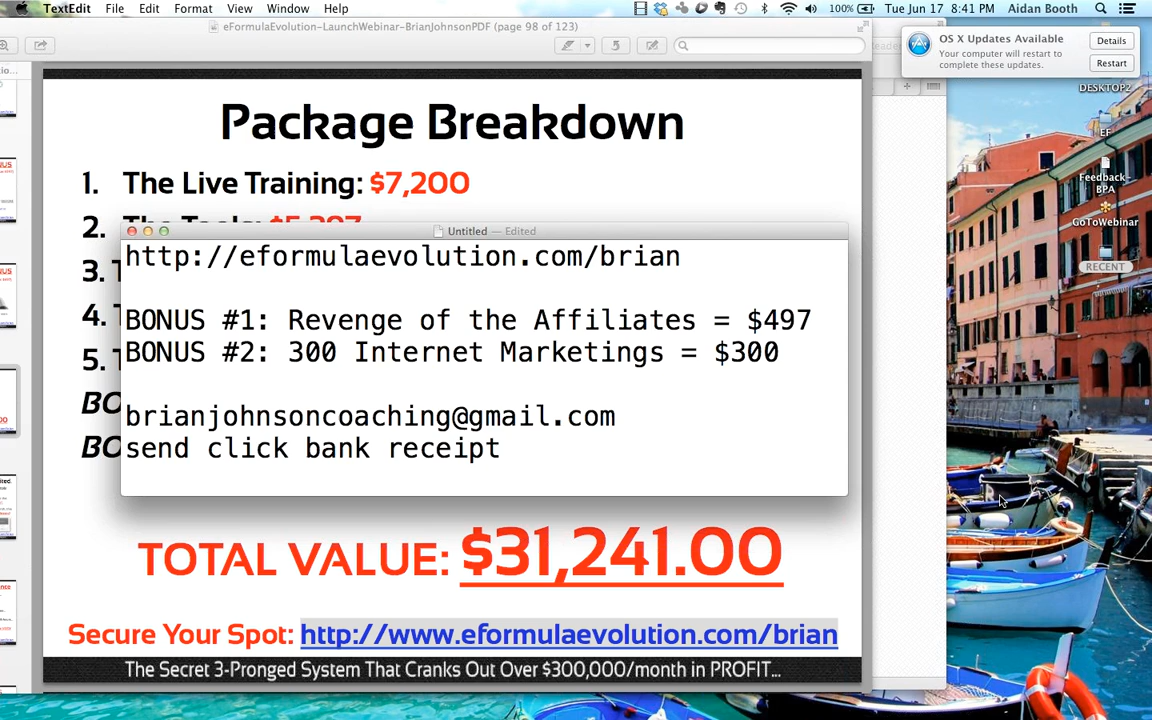 TextEdit File Edit Format View Window Help 100% Tue Jun 17 8:41 PM Aidan Booth
eFormulaEvolution-LaunchWebinar-BrianJohnsonPDF (page 98 of 123)
OS X Updates Available
Your computer will restart to complete these updates.
Details
Restart
DESKTOP2
EF
Feedback-
BPA
GoToWebinar
RECENT
Package Breakdown
1. The Live Training: $7,200
2.
3.
4.
5.
Untitled — Edited
http://eformulaevolution.com/brian
BONUS #1: Revenge of the Affiliates = $497
BONUS #2: 300 Internet Marketings = $300
brianjohnsoncoaching@gmail.com
send click bank receipt
TOTAL VALUE: $31,241.00
Secure Your Spot: http://www.eformulaevolution.com/brian
The Secret 3-Pronged System That Cranks Out Over $300,000/month in PROFIT...